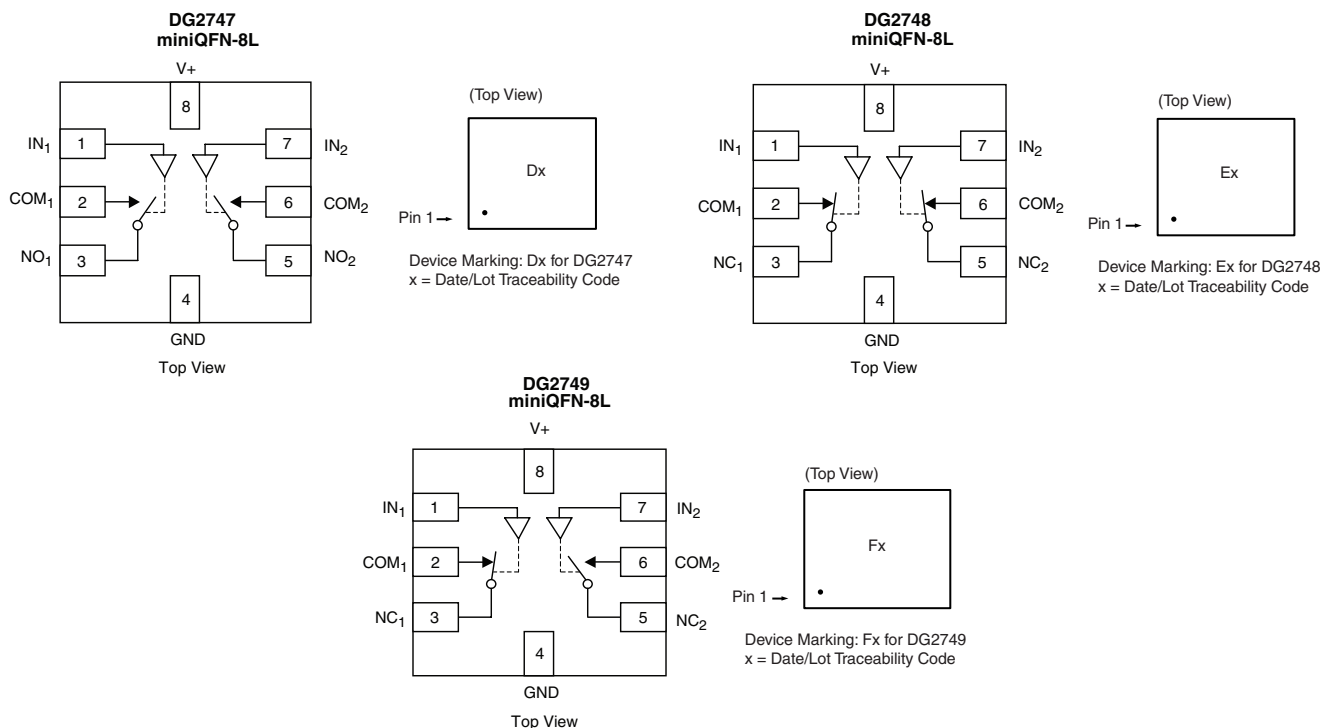 DG2747
miniQFN-8L
V+
8
IN1
1
7
IN2
COM1
2
6
COM2
NO1
3
5
NO2
4
GND
Top View
(Top View)
Dx
Pin 1
Device Marking: Dx for DG2747
x = Date/Lot Traceability Code
DG2748
miniQFN-8L
V+
8
IN1
1
7
IN2
COM1
2
6
COM2
NC1
3
5
NC2
4
GND
Top View
(Top View)
Ex
Pin 1
Device Marking: Ex for DG2748
x = Date/Lot Traceability Code
DG2749
miniQFN-8L
V+
8
IN1
1
7
IN2
COM1
2
6
COM2
NC1
3
5
NC2
4
GND
Top View
(Top View)
Fx
Pin 1
Device Marking: Fx for DG2749
x = Date/Lot Traceability Code